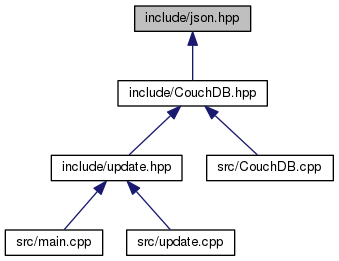 include/json.hpp
include/CouchDB.hpp
include/update.hpp
src/CouchDB.cpp
src/main.cpp
src/update.cpp